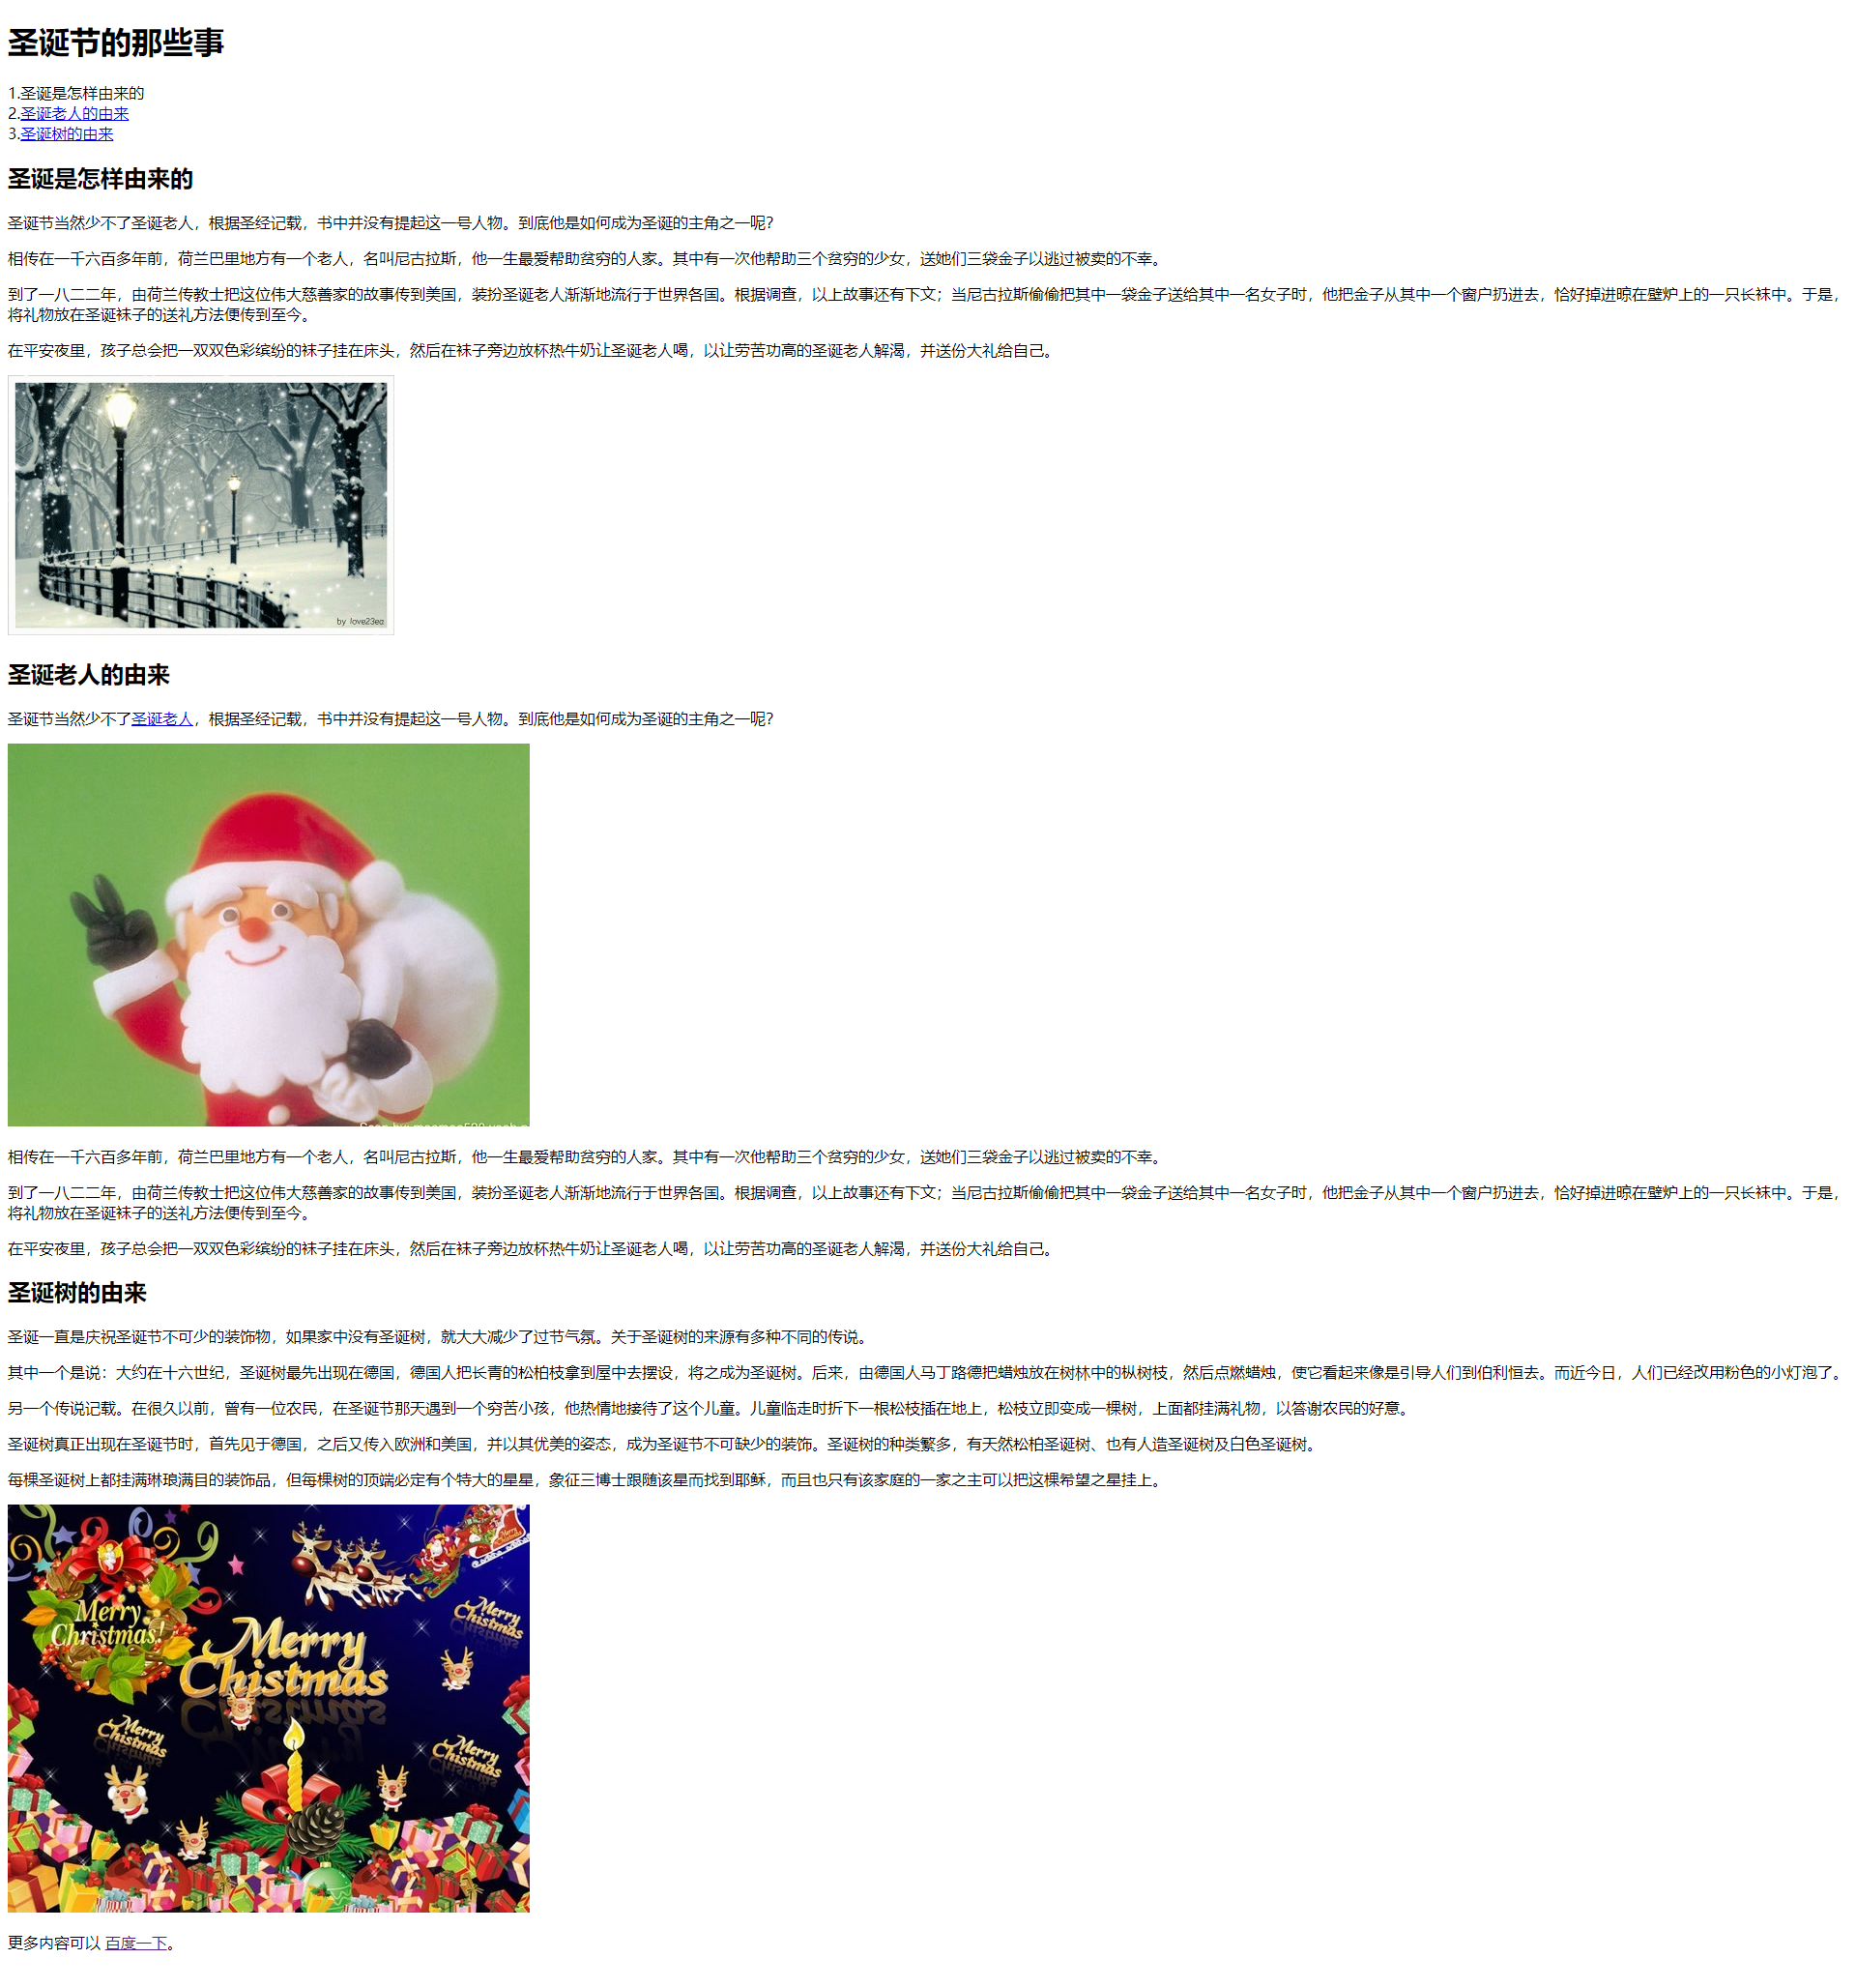 圣诞节的那些事
1.圣诞是怎样由来的
2.圣诞老人的由来
3.圣诞树的由来
圣诞是怎样由来的
圣诞节当然少不了圣诞老人，根据圣经记载，书中并没有提起这一号人物。到底他是如何成为圣诞的主角之一呢？
相传在一千六百多年前，荷兰巴里地方有一个老人，名叫尼古拉斯，他一生最爱帮助贫穷的人家。其中有一次他帮助三个贫穷的少女，送她们三袋金子以逃过被卖的不幸。
到了一八二二年，由荷兰传教士把这位伟大慈善家的故事传到美国，装扮圣诞老人渐渐地流行于世界各国。根据调查，以上故事还有下文；当尼古拉斯偷偷把其中一袋金子送给其中一名女子时，他把金子从其中一个窗户扔进去，恰好掉进晾在壁炉上的一只长袜中。于是，
将礼物放在圣诞袜子的送礼方法便传到至今。
在平安夜里，孩子总会把一双双色彩缤纷的袜子挂在床头，然后在袜子旁边放杯热牛奶让圣诞老人喝，以让劳苦功高的圣诞老人解渴，并送份大礼给自己。
by love23ea
圣诞老人的由来
圣诞节当然少不了圣诞老人，根据圣经记载，书中并没有提起这一号人物。到底他是如何成为圣诞的主角之一呢？
相传在一千六百多年前，荷兰巴里地方有一个老人，名叫尼古拉斯，他一生最爱帮助贫穷的人家。其中有一次他帮助三个贫穷的少女，送她们三袋金子以逃过被卖的不幸。
到了一八二二年，由荷兰传教士把这位伟大慈善家的故事传到美国，装扮圣诞老人渐渐地流行于世界各国。根据调查，以上故事还有下文；当尼古拉斯偷偷把其中一袋金子送给其中一名女子时，他把金子从其中一个窗户扔进去，恰好掉进晾在壁炉上的一只长袜中。于是，
将礼物放在圣诞袜子的送礼方法便传到至今。
在平安夜里，孩子总会把一双双色彩缤纷的袜子挂在床头，然后在袜子旁边放杯热牛奶让圣诞老人喝，以让劳苦功高的圣诞老人解渴，并送份大礼给自己。
圣诞树的由来
圣诞一直是庆祝圣诞节不可少的装饰物，如果家中没有圣诞树，就大大减少了过节气氛。关于圣诞树的来源有多种不同的传说。
其中一个是说：大约在十六世纪，圣诞树最先出现在德国，德国人把长青的松柏枝拿到屋中去摆设，将之成为圣诞树。后来，由德国人马丁路德把蜡烛放在树林中的枞树枝，然后点燃蜡烛，使它看起来像是引导人们到伯利恒去。而近今日，人们已经改用粉色的小灯泡了。
另一个传说记载。在很久以前，曾有一位农民，在圣诞节那天遇到一个穷苦小孩，他热情地接待了这个儿童。儿童临走时折下一根松枝插在地上，松枝立即变成一棵树，上面都挂满礼物，以答谢农民的好意。
圣诞树真正出现在圣诞节时，首先见于德国，之后又传入欧洲和美国，并以其优美的姿态，成为圣诞节不可缺少的装饰。圣诞树的种类繁多，有天然松柏圣诞树、也有人造圣诞树及白色圣诞树。
每棵圣诞树上都挂满琳琅满目的装饰品，但每棵树的顶端必定有个特大的星星，象征三博士跟随该星而找到耶稣，而且也只有该家庭的一家之主可以把这棵希望之星挂上。
Merry
Christmas!
Merry
Chistmas
Merry
Chistmas
Merry
Chistmas
Merry
Chistmas
更多内容可以 百度一下。